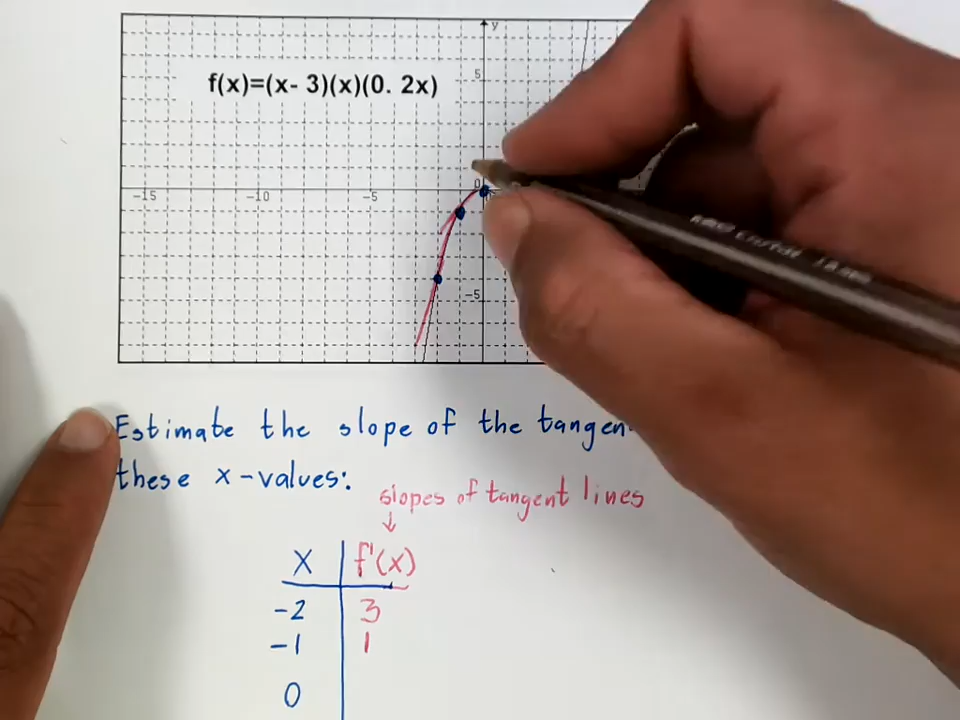 y
5
f(x)=(x- 3)(x)(0. 2x)
0
-15 -10 -5
-5
Estimate the slope of the
these x-values:
slopes of tangent lines
↓
x f'(x)
-2 3
-1 1
0